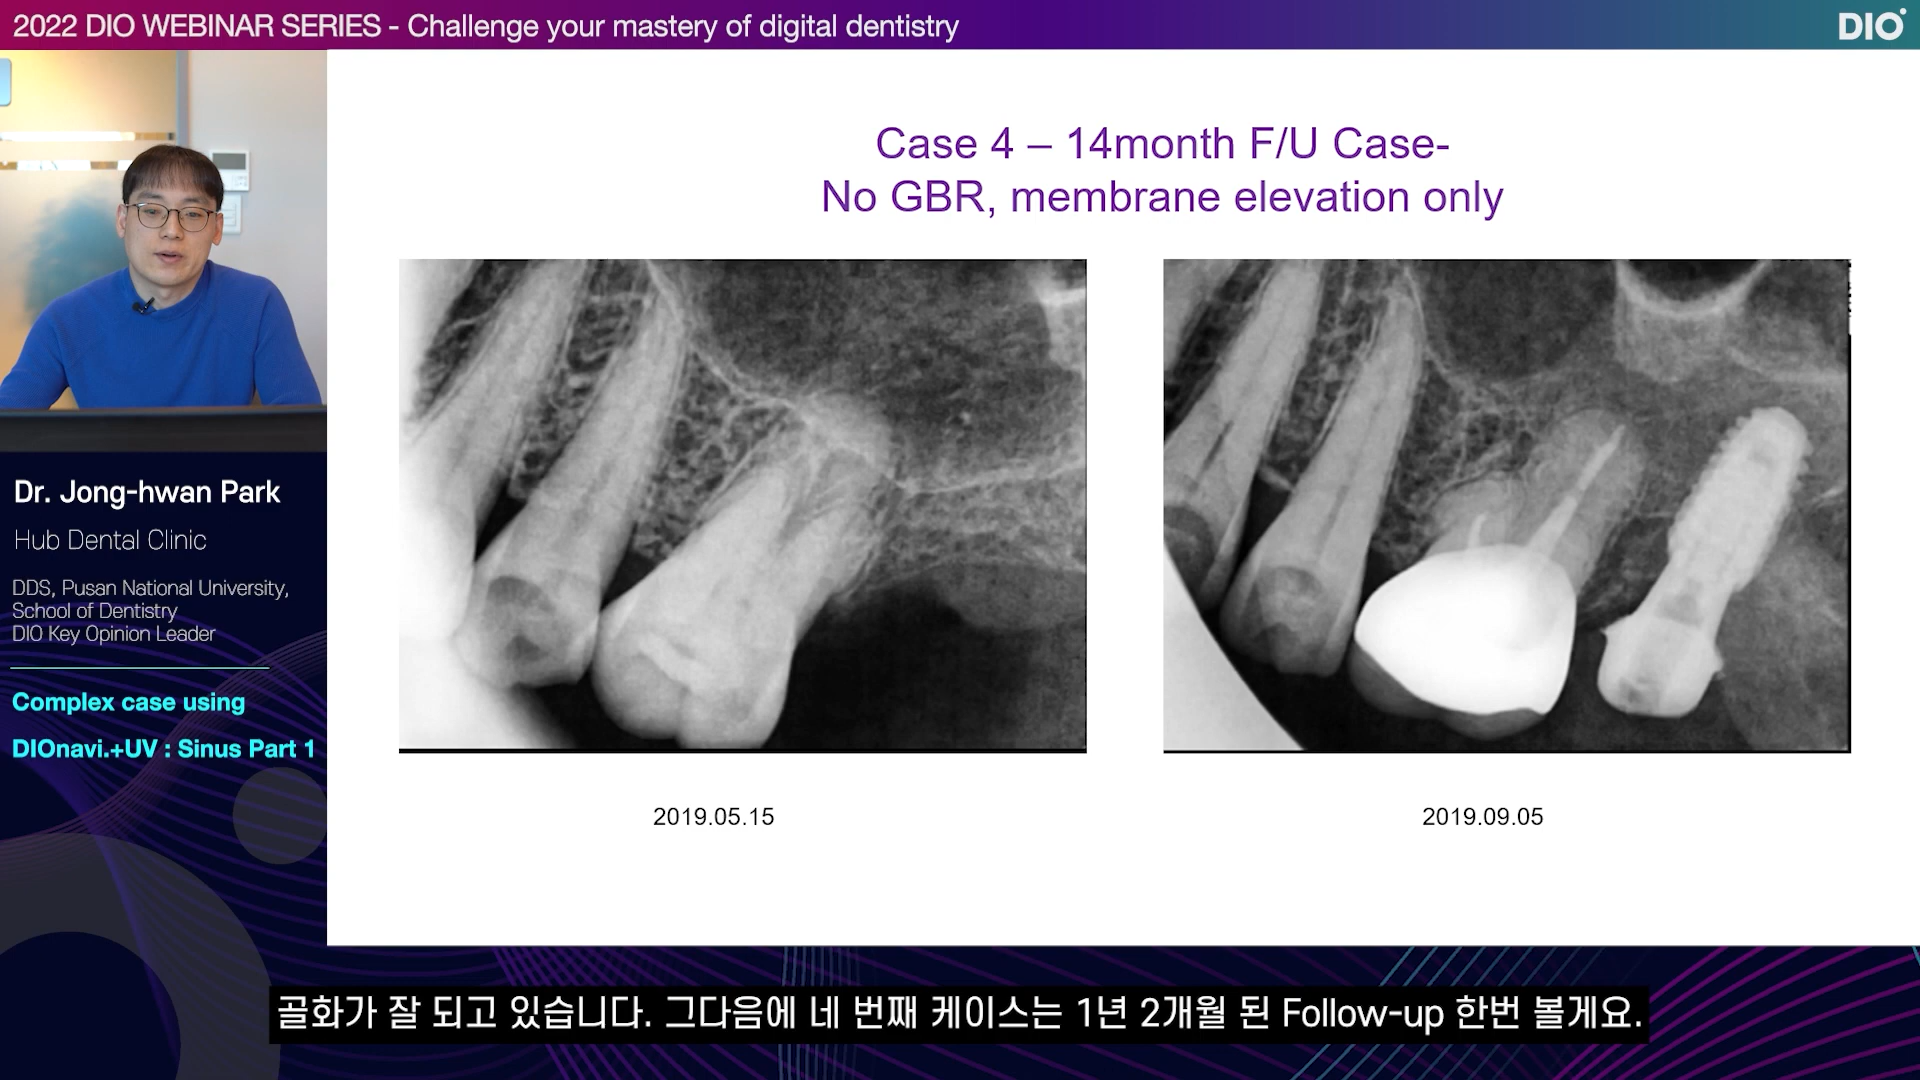 2022 DIO WEBINAR SERIES - Challenge your mastery of digital dentistry
DIO
Case 4 – 14month F/U Case-
No GBR, membrane elevation only
2019.05.15
2019.09.05
Dr. Jong-hwan Park
Hub Dental Clinic
DDS, Pusan National University,
School of Dentistry
DIO Key Opinion Leader
Complex case using
DIOnavi.+UV : Sinus Part 1
골화가 잘 되고 있습니다. 그다음에 네 번째 케이스는 1년 2개월 된 Follow-up 한번 볼게요.